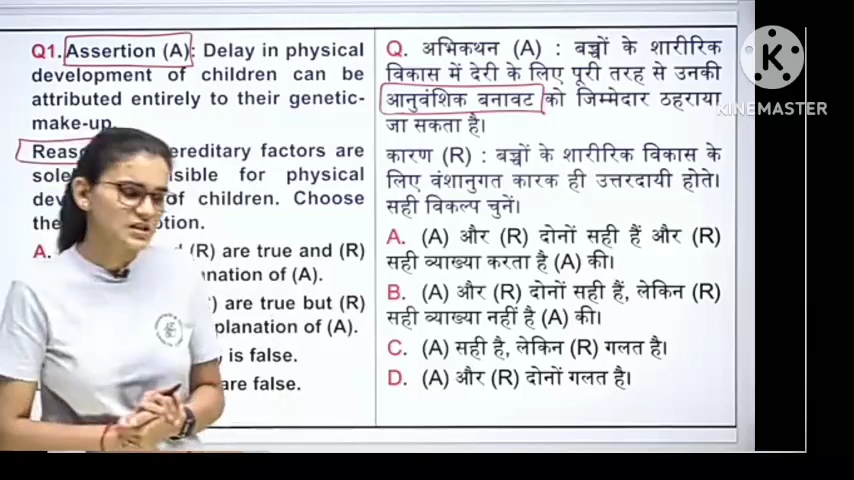 Q1. Assertion (A): Delay in physical
development of children can be
attributed entirely to their genetic-
make-up.
Reaso ereditary factors are
sole sible for physical
de of children. Choose
the ption.
A. (R) are true and (R)
nation of (A).
) are true but (R)
planation of (A).
is false.
are false.
Q. अभिकथन (A) : बच्चों के शारीरिक
विकास में देरी के लिए पूरी तरह से उनकी
आनुवंशिक बनावट को जिम्मेदार ठहराया
जा सकता है।
कारण (R) : बच्चों के शारीरिक विकास के
लिए वंशानुगत कारक ही उत्तरदायी होते।
सही विकल्प चुनें।
A. (A) और (R) दोनों सही हैं और (R)
सही व्याख्या करता है (A) की।
B. (A) और (R) दोनों सही हैं, लेकिन (R)
सही व्याख्या नहीं है (A) की।
C. (A) सही है, लेकिन (R) गलत है।
D. (A) और (R) दोनों गलत है।
K
KINEMASTER